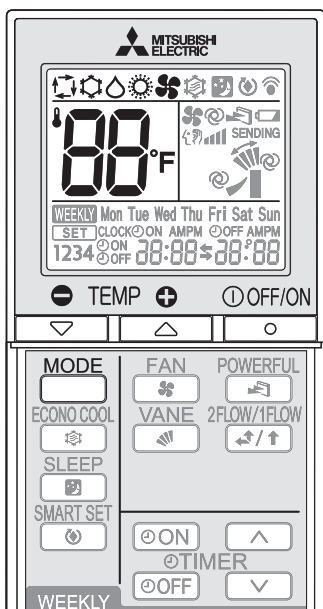 MITSUBISHI
ELECTRIC
88°F
SENDING
WEEKLY Mon Tue Wed Thu Fri Sat Sun
SET CLOCK ON AMPM OFF AMPM
1234 ON OFF 88:88 88:88
TEMP OFF/ON
MODE FAN POWERFUL
ECONO COOL VANE 2FLOW/1FLOW
SLEEP
SMART SET
ON
TIMER
OFF
WEEKLY